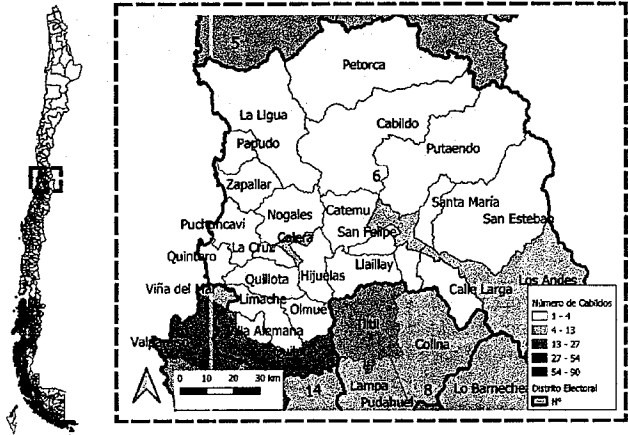 5
Petorca
La Ligua
Cabildo
Papudo
Putaendo
6
Zapallar
Santa María
Nogales
Catemu
San Esteban
Puchuncaví
Calera
San Felipe
La Cruz
Quintero
Llaillay
Quillota
Hijuelas
Los Andes
Viña del Mar
Calle Larga
Limache
Olmué
Villa Alemana
Tiltil
Colina
14
Lampa
8
Lo Barnechea
Pudahuel
0 10 20 30 km
Número de Cabildos
1 - 4
4 - 13
13 - 27
27 - 54
54 - 90
Distrito Electoral
N°